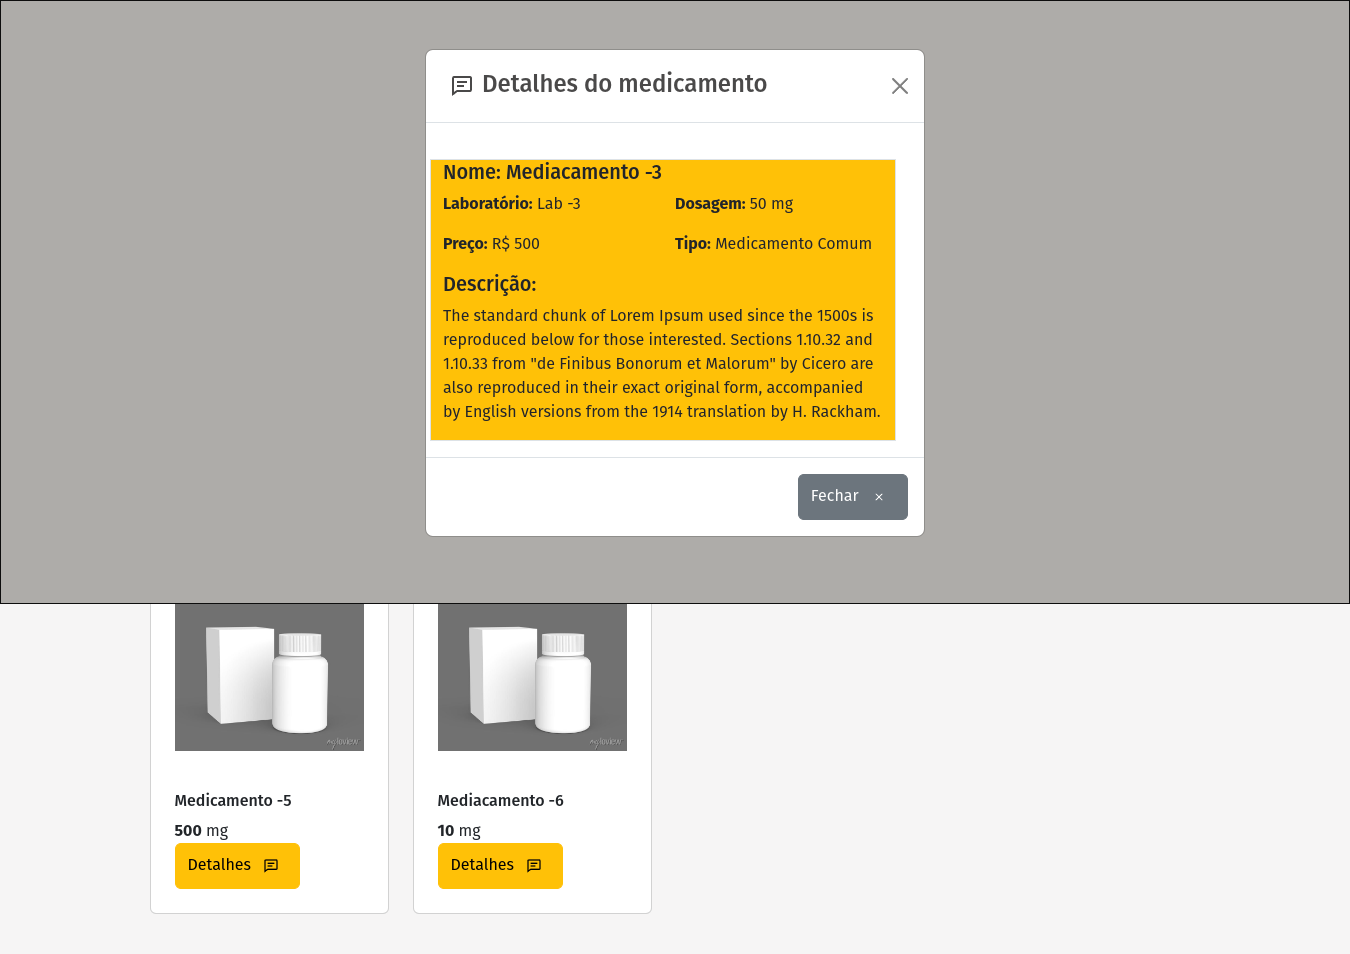 Detalhes do medicamento
Nome: Mediacamento -3
Laboratório: Lab -3 Dosagem: 50 mg
Preço: R$ 500 Tipo: Medicamento Comum
Descrição:
The standard chunk of Lorem Ipsum used since the 1500s is
reproduced below for those interested. Sections 1.10.32 and
1.10.33 from "de Finibus Bonorum et Malorum" by Cicero are
also reproduced in their exact original form, accompanied
by English versions from the 1914 translation by H. Rackham.
Fechar
myloview
myloview
Medicamento -5
500 mg
Detalhes
Mediacamento -6
10 mg
Detalhes